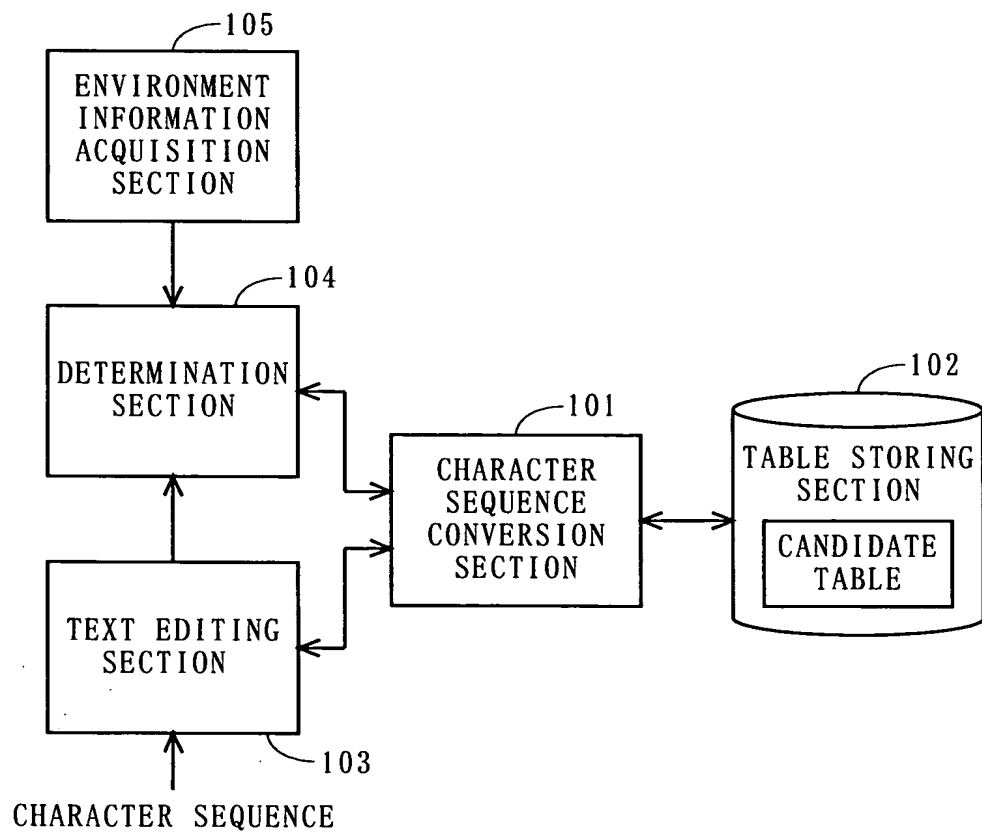 105
ENVIRONMENT
INFORMATION
ACQUISITION
SECTION
104
DETERMINATION
SECTION
101
CHARACTER
SEQUENCE
CONVERSION
SECTION
102
TABLE STORING
SECTION
CANDIDATE
TABLE
TEXT EDITING
SECTION
103
CHARACTER SEQUENCE